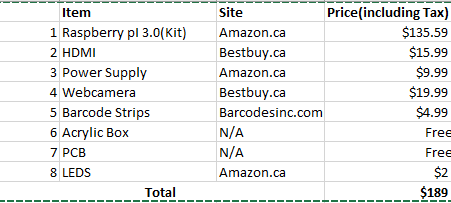 Item Site Price(including Tax)
1 Raspberry pI 3.0(Kit) Amazon.ca $135.59
2 HDMI Bestbuy.ca $15.99
3 Power Supply Amazon.ca $9.99
4 Webcamera Bestbuy.ca $19.99
5 Barcode Strips Barcodesinc.com $4.99
6 Acrylic Box N/A Free
7 PCB N/A Free
8 LEDS Amazon.ca $2
Total $189